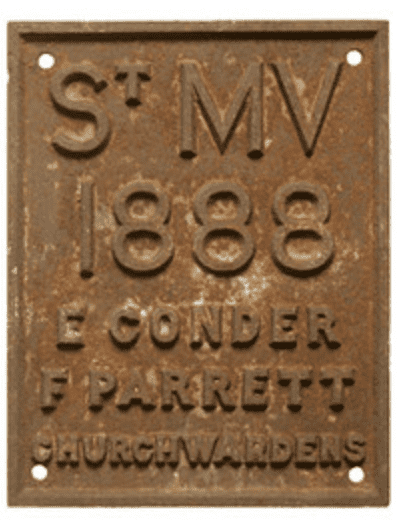 ST MV
1888
E CONDER
F PARRETT
CHURCHWARDENS